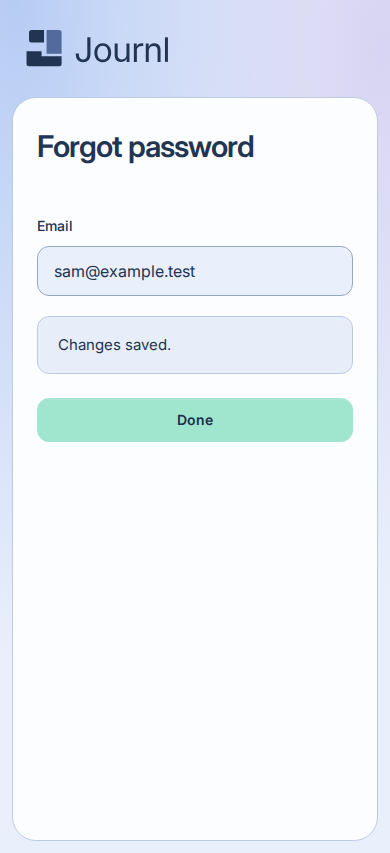 Journl
Forgot password
Email
sam@example.test
Changes saved.
Done